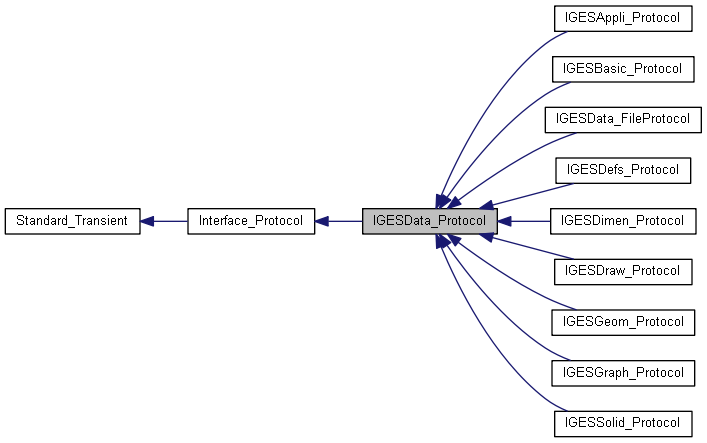 IGESAppli_Protocol
IGESBasic_Protocol
IGESData_FileProtocol
IGESDefs_Protocol
Standard_Transient
Interface_Protocol
IGESData_Protocol
IGESDimen_Protocol
IGESDraw_Protocol
IGESGeom_Protocol
IGESGraph_Protocol
IGESSolid_Protocol